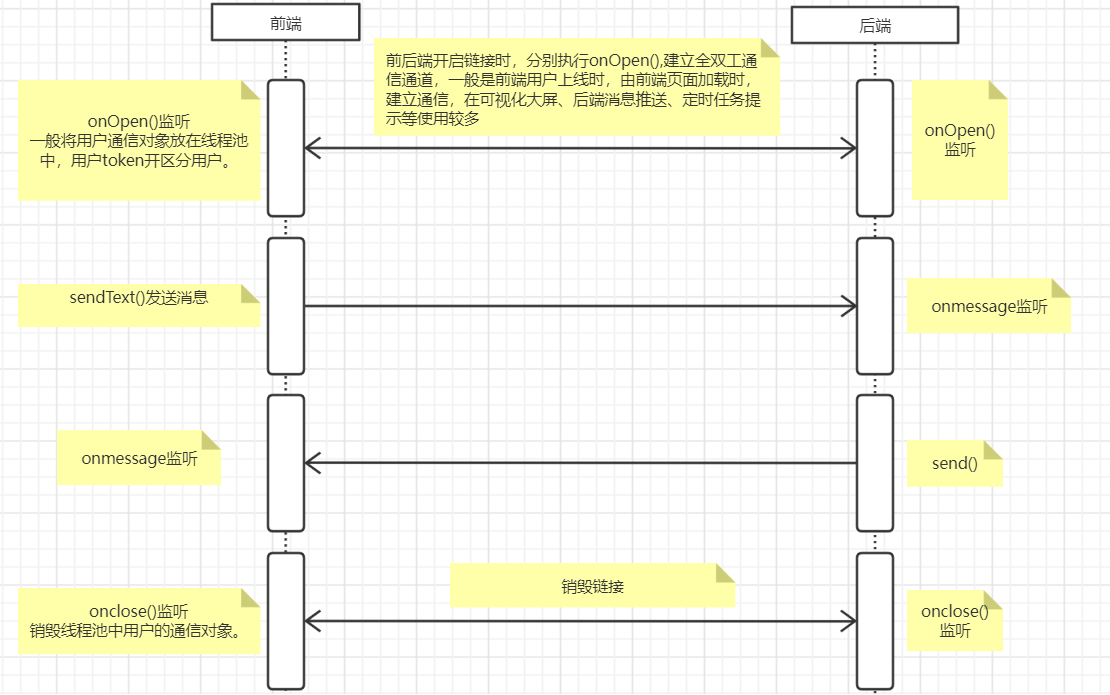 前端
后端
前后端开启链接时，分别执行onOpen(),建立全双工通
信通道，一般是前端用户上线时，由前端页面加载时，
建立通信，在可视化大屏、后端消息推送、定时任务提
示等使用较多
onOpen()监听
一般将用户通信对象放在线程池
中，用户token开区分用户。
onOpen()
监听
sendText()发送消息
onmessage监听
onmessage监听
send()
销毁链接
onclose()监听
销毁线程池中用户的通信对象。
onclose()
监听